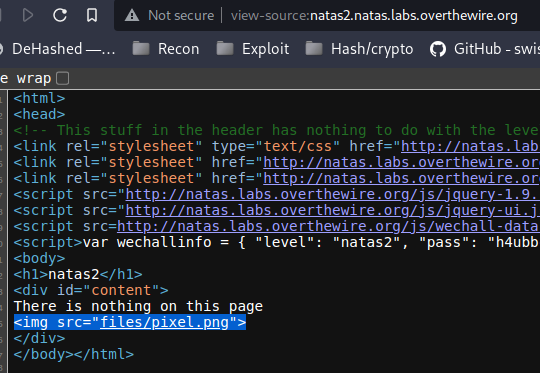 Not secure | view-source:natas2.natas.labs.overthewire.org
DeHashed —... Recon Exploit Hash/crypto GitHub - swis
e wrap
<html>
<head>
<!-- This stuff in the header has nothing to do with the leve
<link rel="stylesheet" type="text/css" href="http://natas.lab
<link rel="stylesheet" href="http://natas.labs.overthewire.or
<link rel="stylesheet" href="http://natas.labs.overthewire.or
<script src="http://natas.labs.overthewire.org/js/jquery-1.9.
<script src="http://natas.labs.overthewire.org/js/jquery-ui.j
<script src=http://natas.labs.overthewire.org/js/wechall-data
<script>var wechallinfo = { "level": "natas2", "pass": "h4ubb
<body>
<h1>natas2</h1>
<div id="content">
There is nothing on this page
<img src="files/pixel.png">
</div>
</body></html>